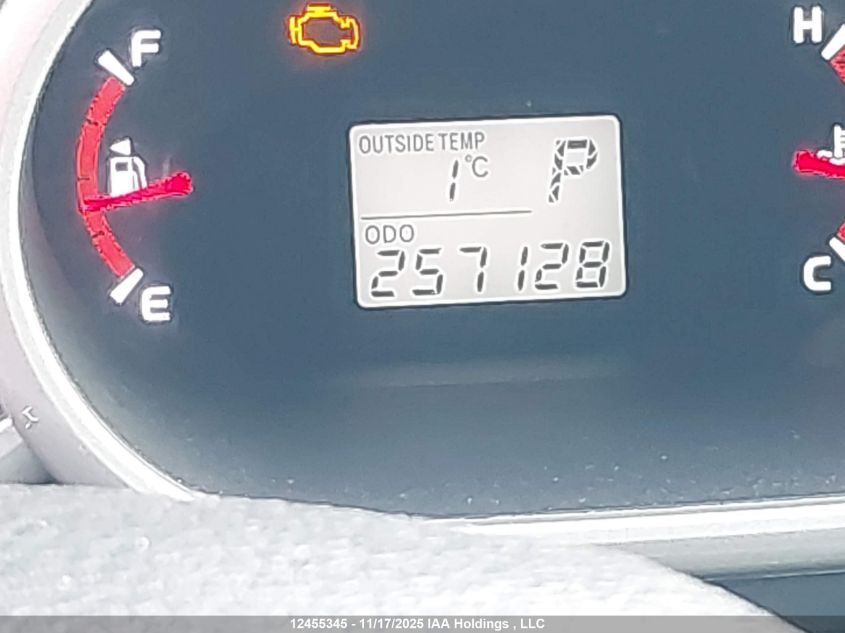 F
H
OUTSIDE TEMP
1°C P
ODO
257128
E
C
12455345 - 11/17/2025 IAA Holdings , LLC